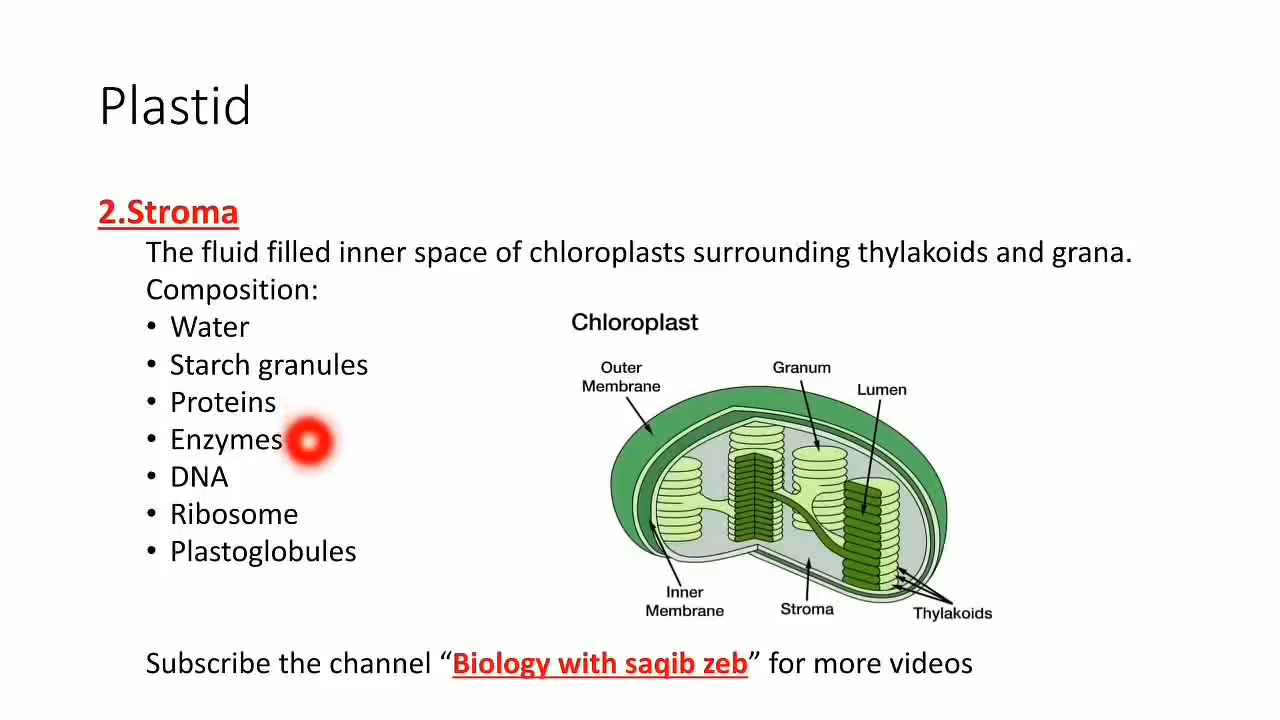 Plastid
2.Stroma
The fluid filled inner space of chloroplasts surrounding thylakoids and grana.
Composition:
• Water
• Starch granules
• Proteins
• Enzymes
• DNA
• Ribosome
• Plastoglobules
Chloroplast
Outer
Membrane
Granum
Lumen
Inner
Membrane
Stroma
Thylakoids
Subscribe the channel “Biology with saqib zeb” for more videos